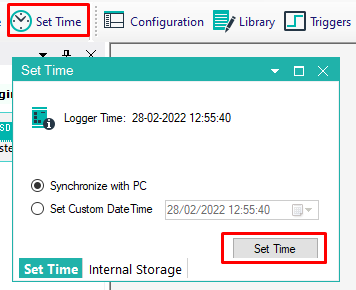 Set Time
Configuration
Library
Triggers
Set Time
Logger Time: 28-02-2022 12:55:40
Synchronize with PC
Set Custom DateTime
28/02/2022 12:55:40
Set Time
Set Time
Internal Storage